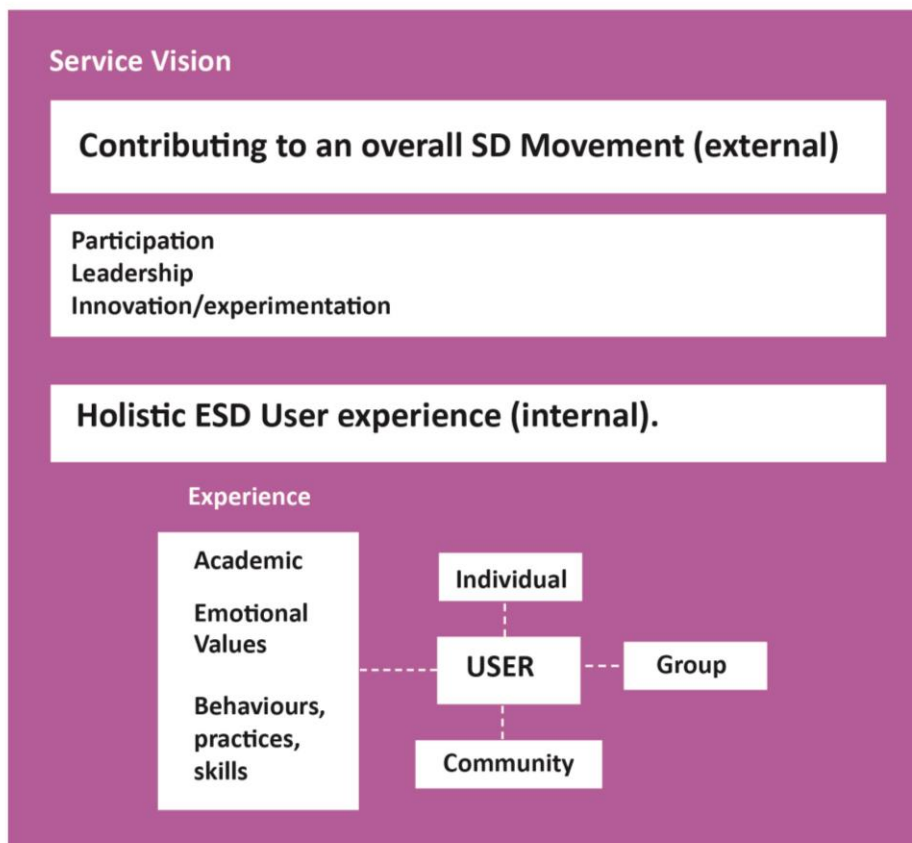 Service Vision
Contributing to an overall SD Movement (external)
Participation
Leadership
Innovation/experimentation
Holistic ESD User experience (internal).
Experience
Academic
Emotional
Values
Behaviours,
practices,
skills
Individual
USER
Group
Community